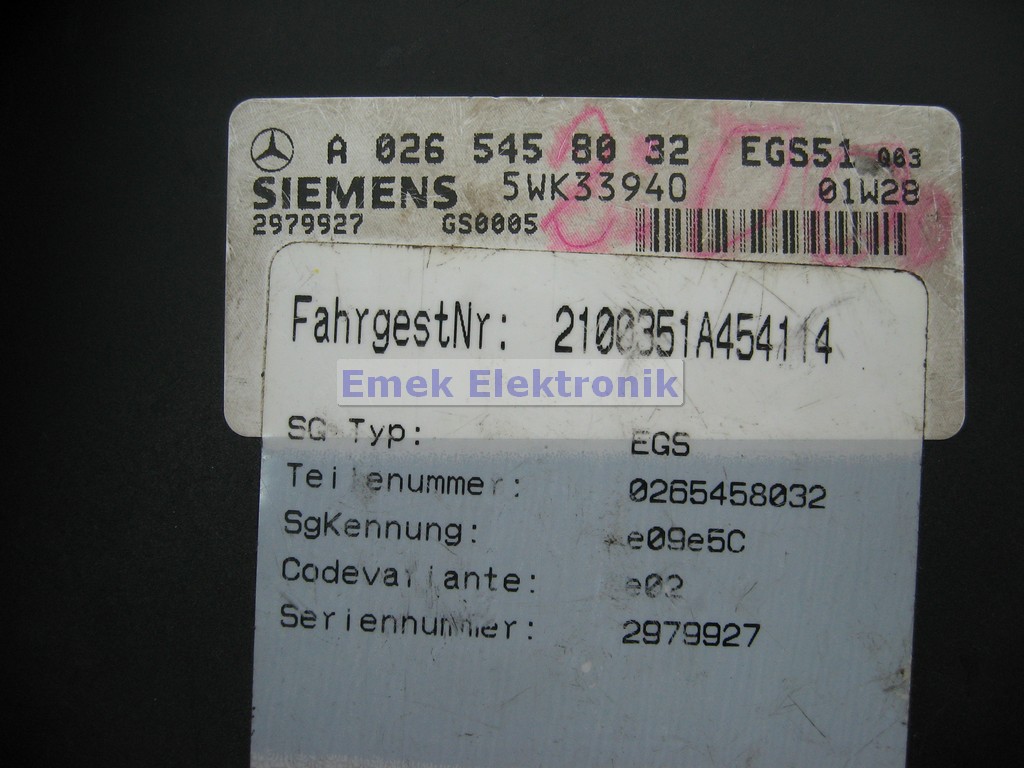 A 026 545 80 32 EGS51 Q03
SIEMENS 5WK33940 01W28
2979927 GS0005
FahrgestNr: 2100351A454114
Emek Elektronik
SG Typ: EGS
Teilenummer: 0265458032
SgKennung: e09e5C
Codevariante: e02
Seriennummer: 2979927